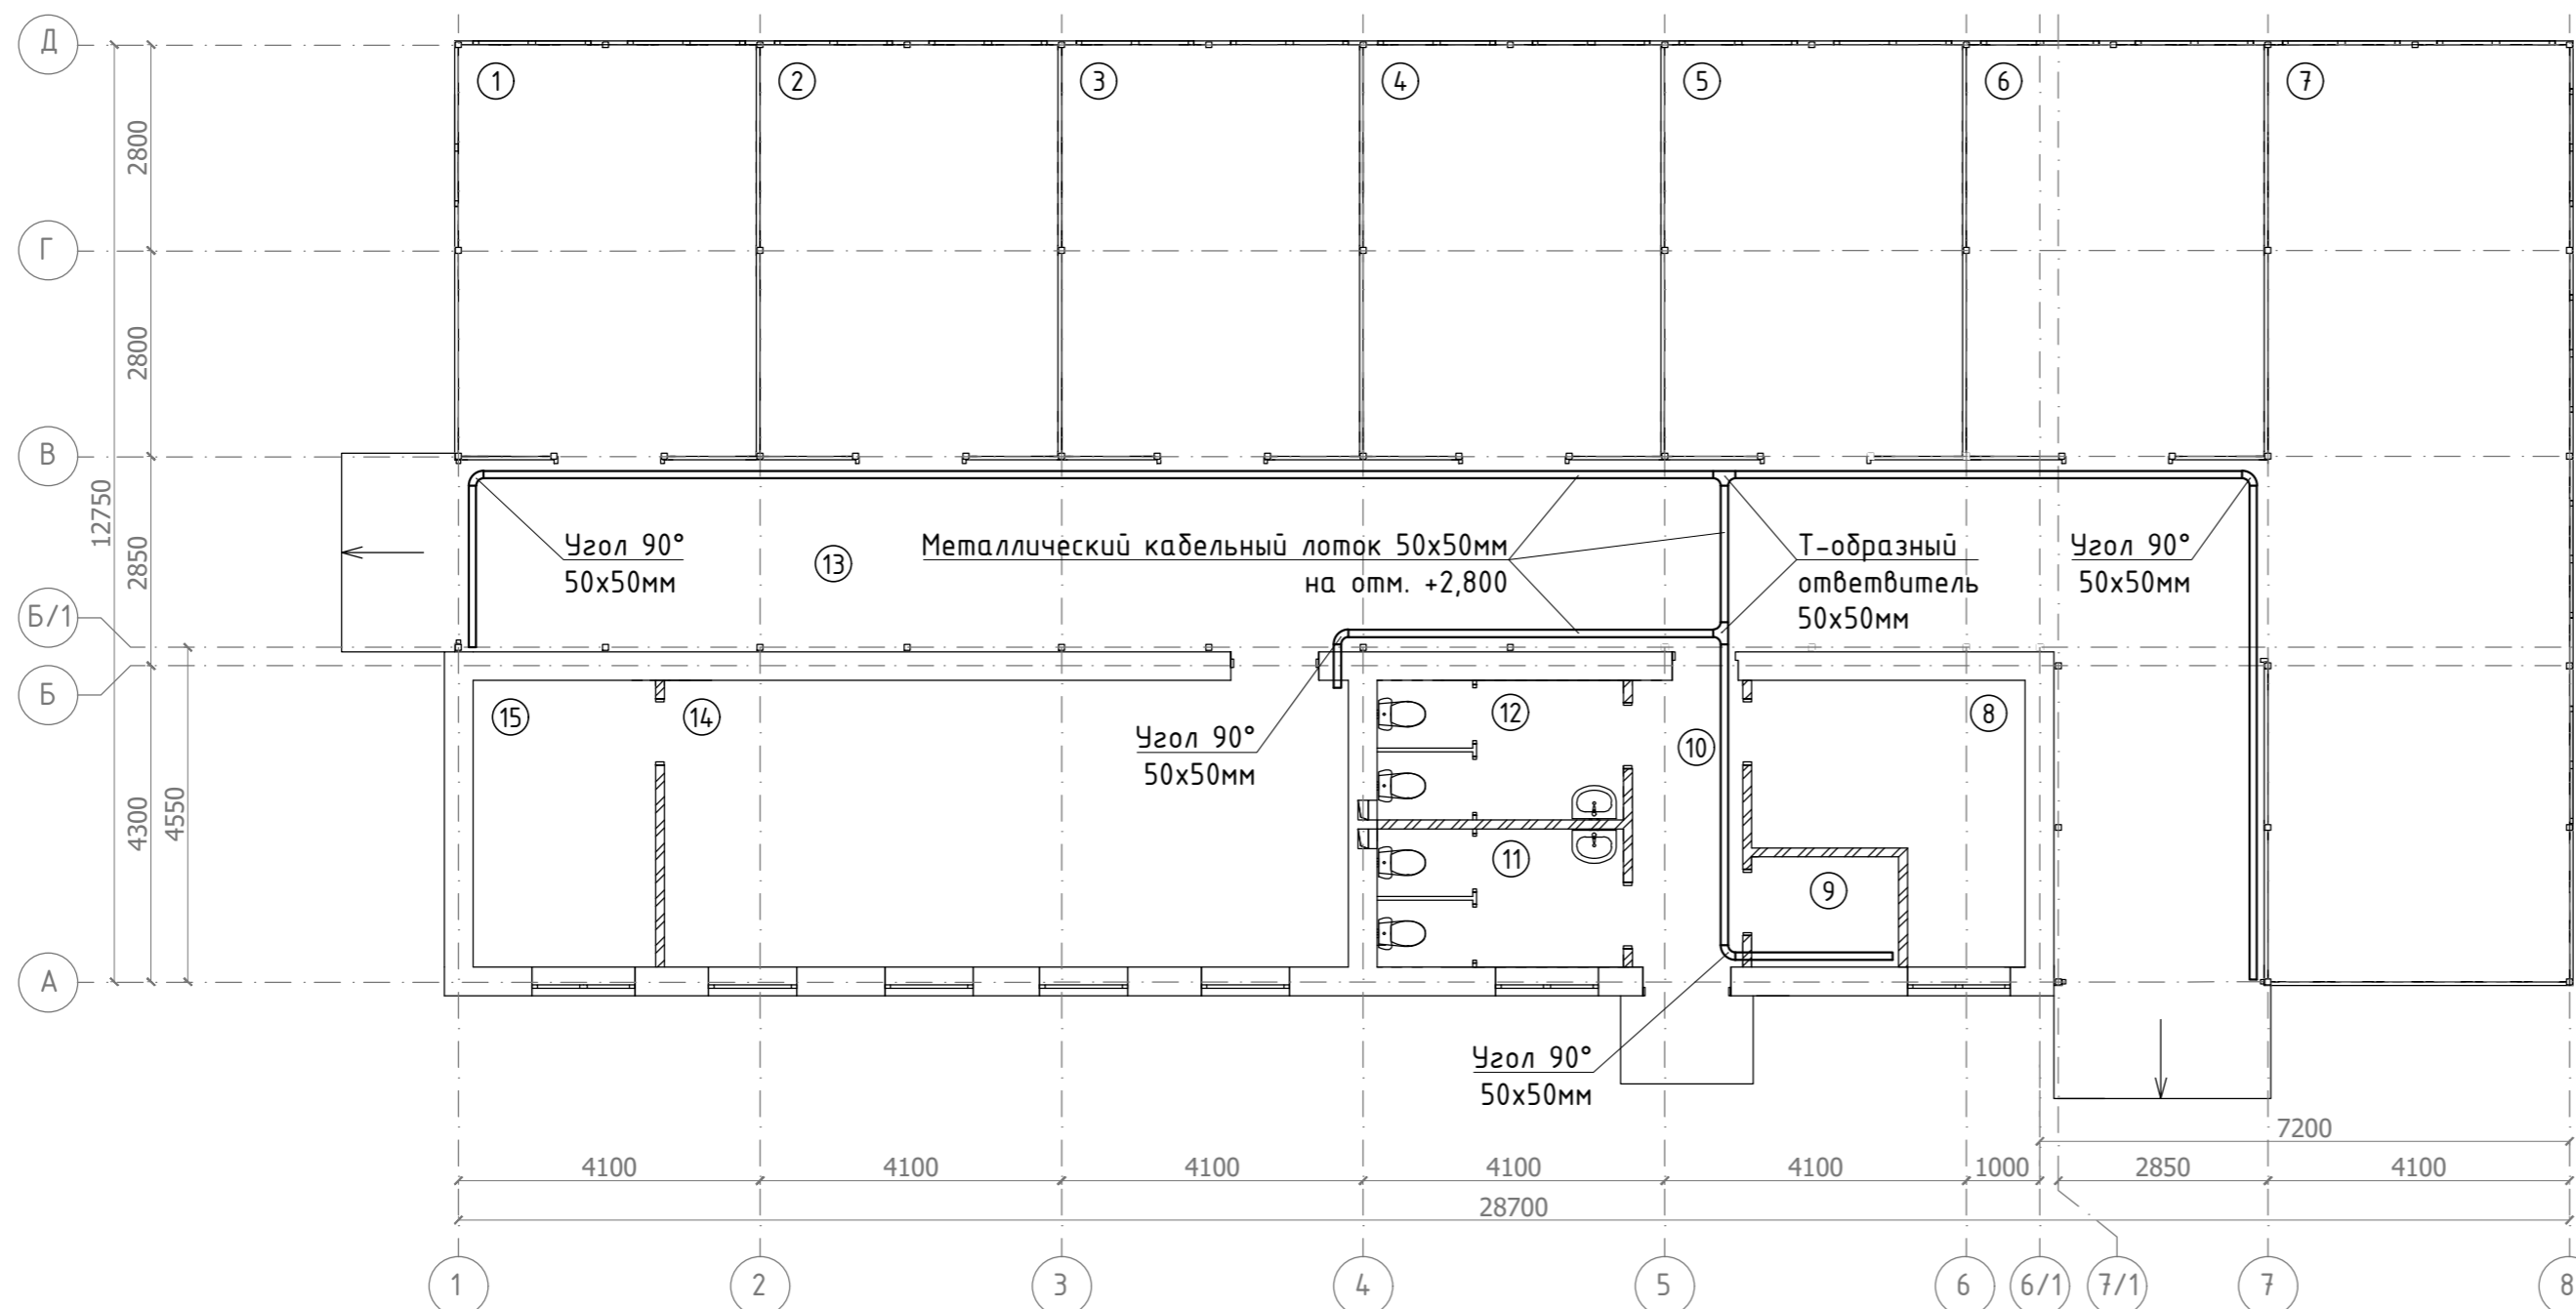 Д
1
2
3
4
5
6
7
2800
Г
2800
В
12750
2850
Угол 90°
50х50мм
13
Металлический кабельный лоток 50х50мм
на отм. +2,800
Т-образный
ответвитель
50х50мм
Угол 90°
50х50мм
Б/1
Б
15
14
Угол 90°
50х50мм
12
10
8
4300
4550
11
9
А
Угол 90°
50х50мм
7200
4100
4100
4100
4100
4100
1000
2850
4100
28700
1
2
3
4
5
6
6/1
7/1
7
8